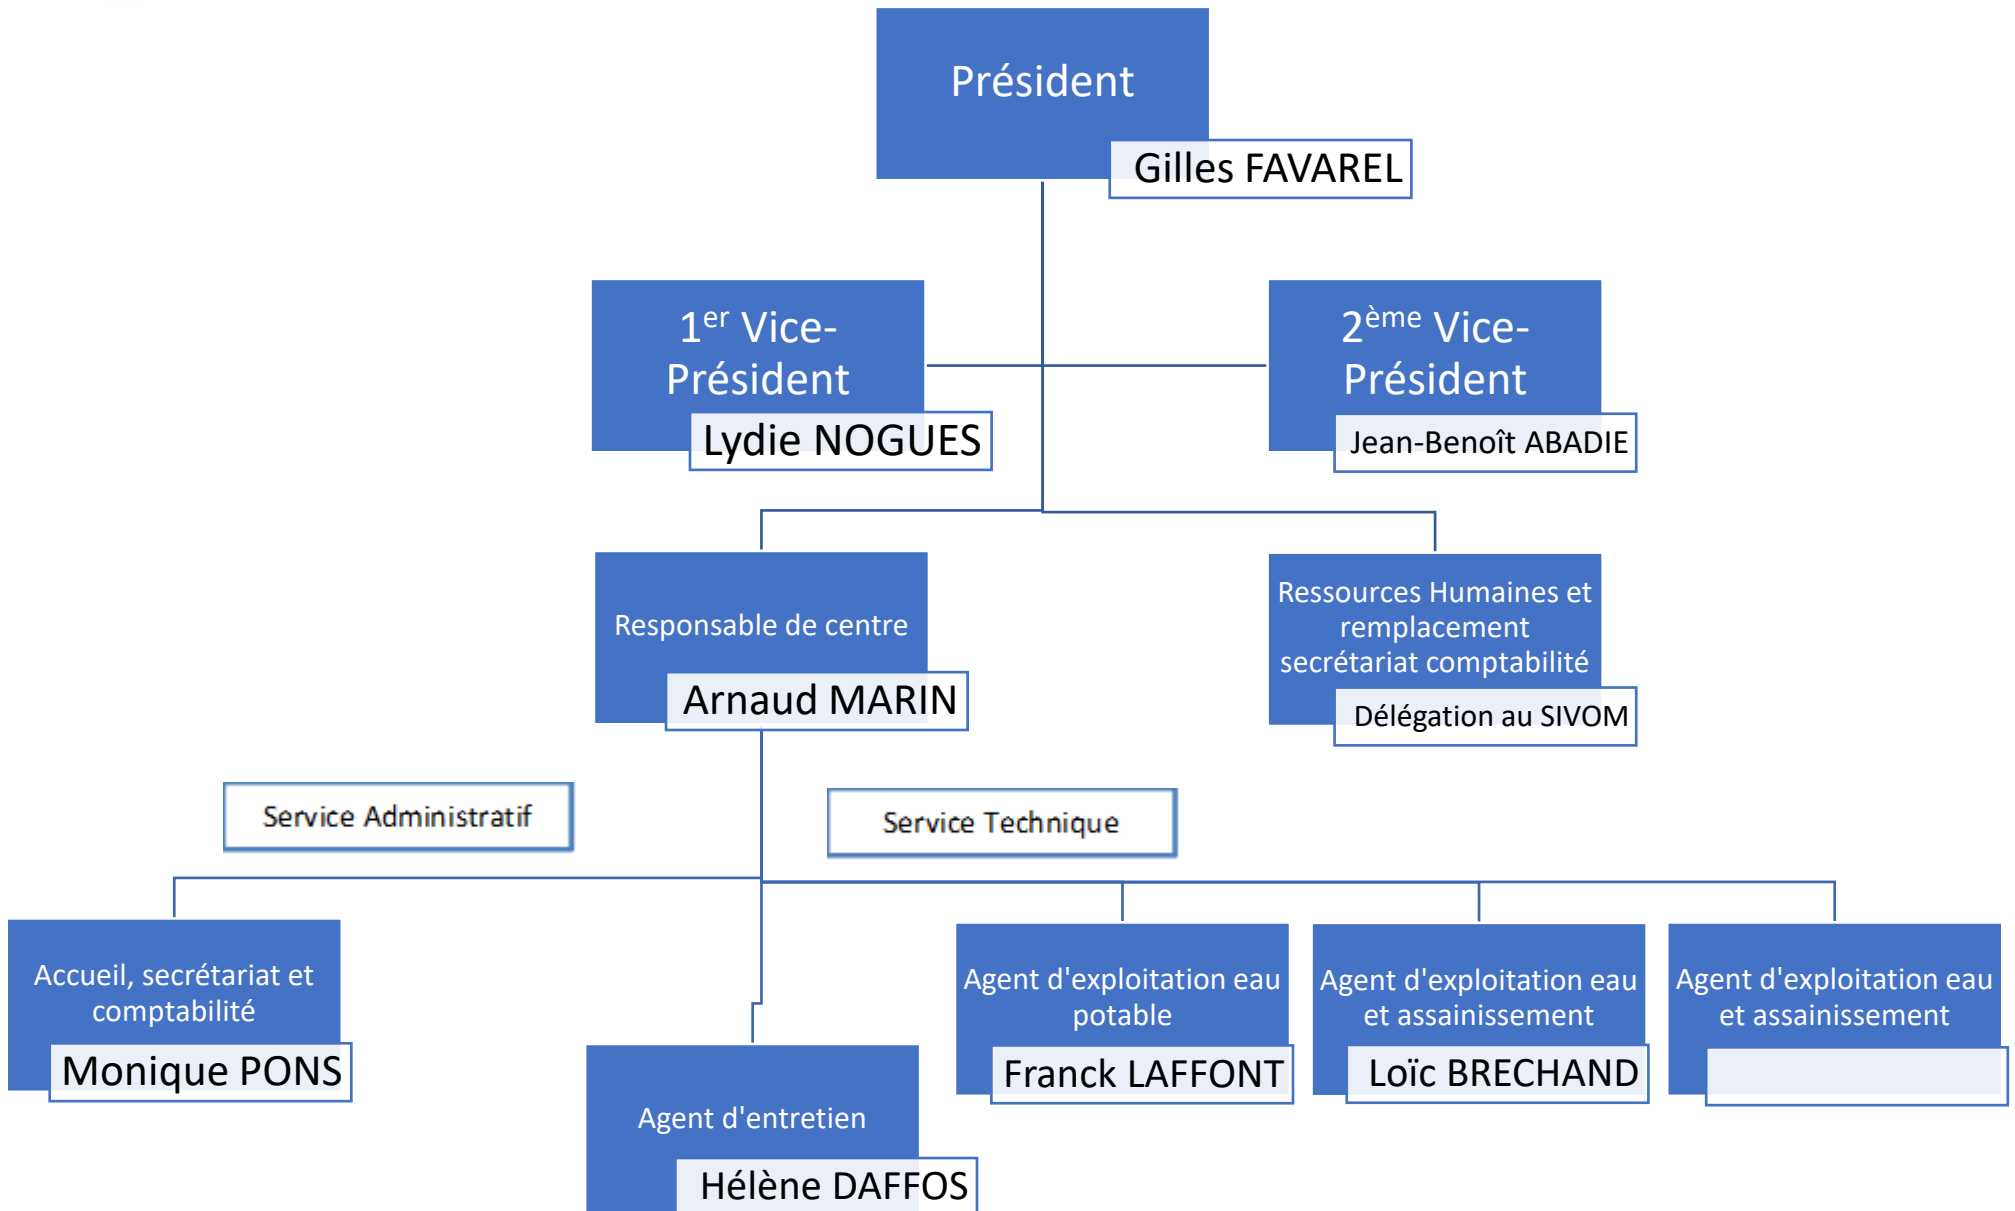 Président
Gilles FAVAREL
1er Vice-
Président
Lydie NOGUES
2ème Vice-
Président
Jean-Benoît ABADIE
Responsable de centre
Arnaud MARIN
Ressources Humaines et
remplacement
secrétariat comptabilité
Délégation au SIVOM
Service Administratif
Service Technique
Accueil, secrétariat et
comptabilité
Monique PONS
Agent d'entretien
Hélène DAFFOS
Agent d'exploitation eau
potable
Franck LAFFONT
Agent d'exploitation eau
et assainissement
Loïc BRECHAND
Agent d'exploitation eau
et assainissement